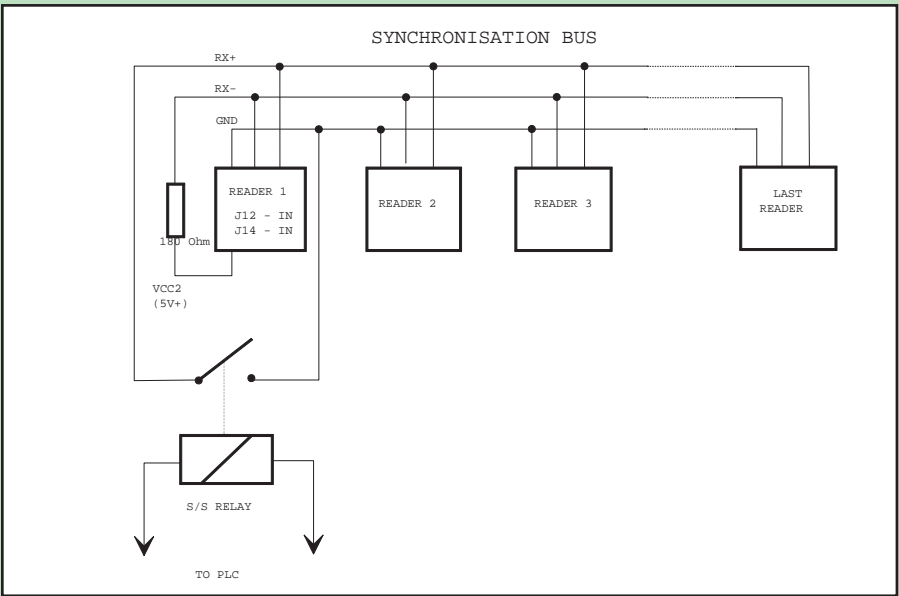 SYNCHRONISATION BUS
RX+
RX-
GND
READER 1
J12 - IN
J14 - IN
READER 2
READER 3
LAST
READER
180 Ohm
VCC2
(5V+)
S/S RELAY
TO PLC